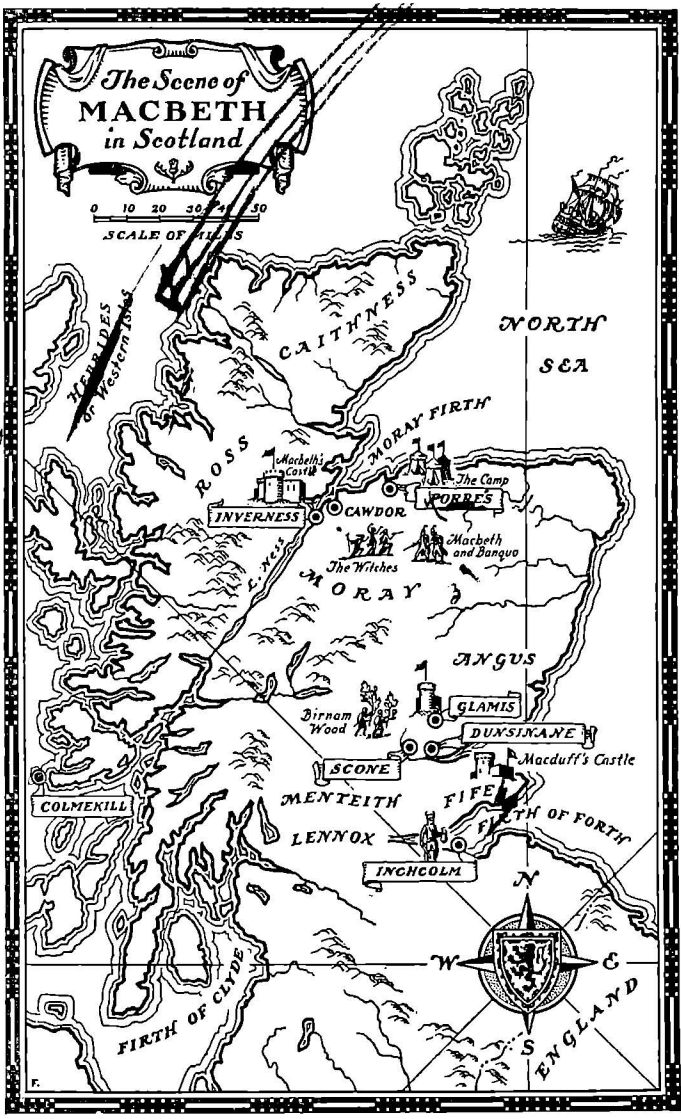 The Scene of
MACBETH
in Scotland
0 10 20 30 40 50
SCALE OF MILES
HEBRIDES
or Western Isles
CAITHNESS
NORTH
SEA
ROSS
MORAY FIRTH
Macbeth's
Castle
The Camp
FORRES
INVERNESS
CAWDOR
The Witches
Macbeth
and Banquo
L. Ness
MORAY
ANGUS
Birnam
Wood
GLAMIS
DUNSINANE
SCONE
Macduff's Castle
COLMEKILL
MENTEITH
FIFE
LENNOX
FIRTH OF FORTH
INCHCOLM
N
W
E
S
FIRTH OF CLYDE
ENGLAND
F.